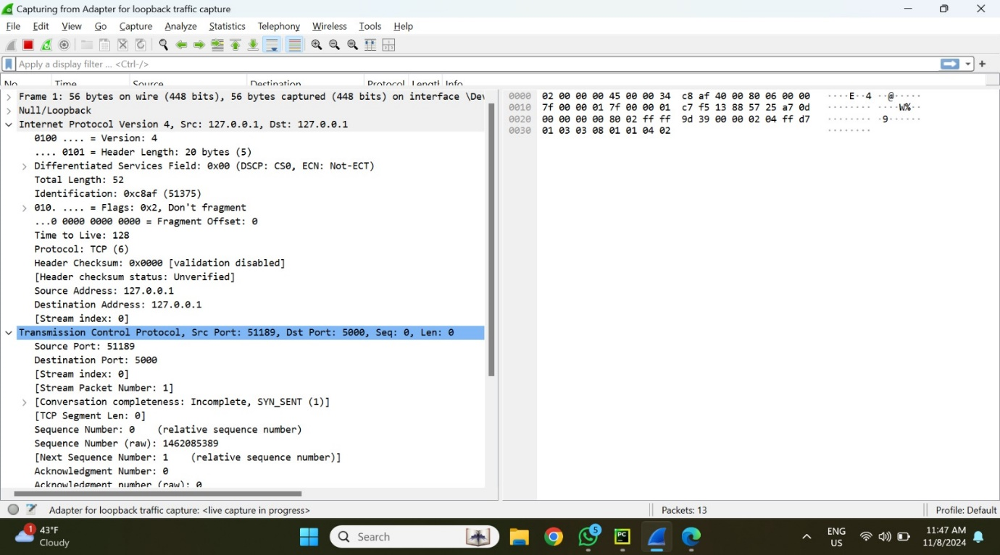 Capturing from Adapter for loopback traffic capture
File Edit View Go Capture Analyze Statistics Telephony Wireless Tools Help
Apply a display filter ... <Ctrl-/>
No. Time Source Destination Protocol Length Info
Frame 1: 56 bytes on wire (448 bits), 56 bytes captured (448 bits) on interface \Dev
Null/Loopback
Internet Protocol Version 4, Src: 127.0.0.1, Dst: 127.0.0.1
0100 .... = Version: 4
.... 0101 = Header Length: 20 bytes (5)
Differentiated Services Field: 0x00 (DSCP: CS0, ECN: Not-ECT)
Total Length: 52
Identification: 0xc8af (51375)
010. .... = Flags: 0x2, Don't fragment
...0 0000 0000 0000 = Fragment Offset: 0
Time to Live: 128
Protocol: TCP (6)
Header Checksum: 0x0000 [validation disabled]
[Header checksum status: Unverified]
Source Address: 127.0.0.1
Destination Address: 127.0.0.1
[Stream index: 0]
Transmission Control Protocol, Src Port: 51189, Dst Port: 5000, Seq: 0, Len: 0
Source Port: 51189
Destination Port: 5000
[Stream index: 0]
[Stream Packet Number: 1]
[Conversation completeness: Incomplete, SYN_SENT (1)]
[TCP Segment Len: 0]
Sequence Number: 0 (relative sequence number)
Sequence Number (raw): 1462085389
[Next Sequence Number: 1 (relative sequence number)]
Acknowledgment Number: 0
Acknowledgment number (raw): 0
0000 02 00 00 00 45 00 00 34 c8 af 40 00 80 06 00 00 ····E··4 ··@·····
0010 7f 00 00 01 7f 00 00 01 c7 f5 13 88 57 25 a7 0d ········ ····W%··
0020 00 00 00 00 80 02 ff ff 9d 39 00 00 02 04 ff d7 ········ ·9······
0030 01 03 03 08 01 01 04 02 ········
Adapter for loopback traffic capture: <live capture in progress>
Packets: 13
Profile: Default
1
43°F
Cloudy
Search
5
PC
ENG
US
11:47 AM
11/8/2024